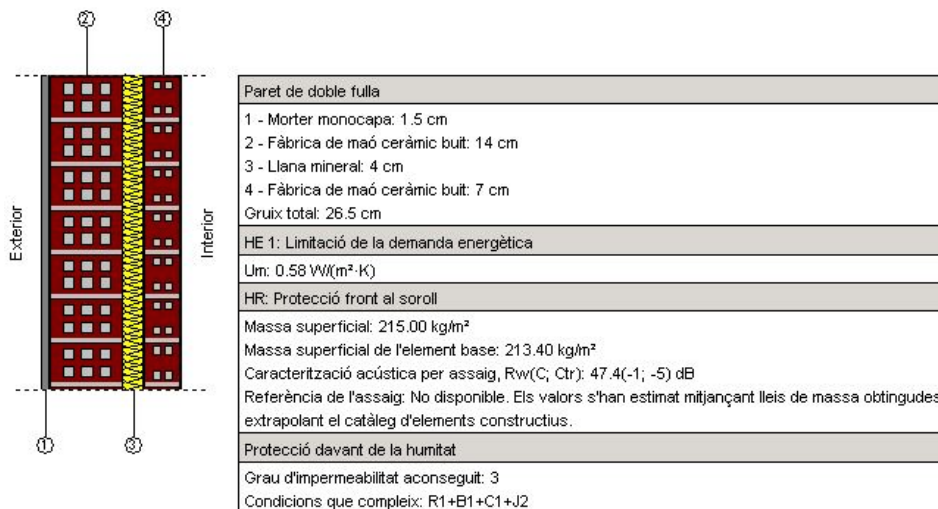 2
4
Exterior
Interior
1
3
Paret de doble fulla
1 - Morter monocapa: 1.5 cm
2 - Fàbrica de maó ceràmic buit: 14 cm
3 - Llana mineral: 4 cm
4 - Fàbrica de maó ceràmic buit: 7 cm
Gruix total: 26.5 cm
HE 1: Limitació de la demanda energètica
Um: 0.58 W/(m²·K)
HR: Protecció front al soroll
Massa superficial: 215.00 kg/m²
Massa superficial de l'element base: 213.40 kg/m²
Caracterització acústica per assaig, Rw(C; Ctr): 47.4(-1; -5) dB
Referència de l'assaig: No disponible. Els valors s'han estimat mitjançant lleis de massa obtingudes
extrapolant el catàleg d'elements constructius.
Protecció davant de la humitat
Grau d'impermeabilitat aconseguit: 3
Condicions que compleix: R1+B1+C1+J2